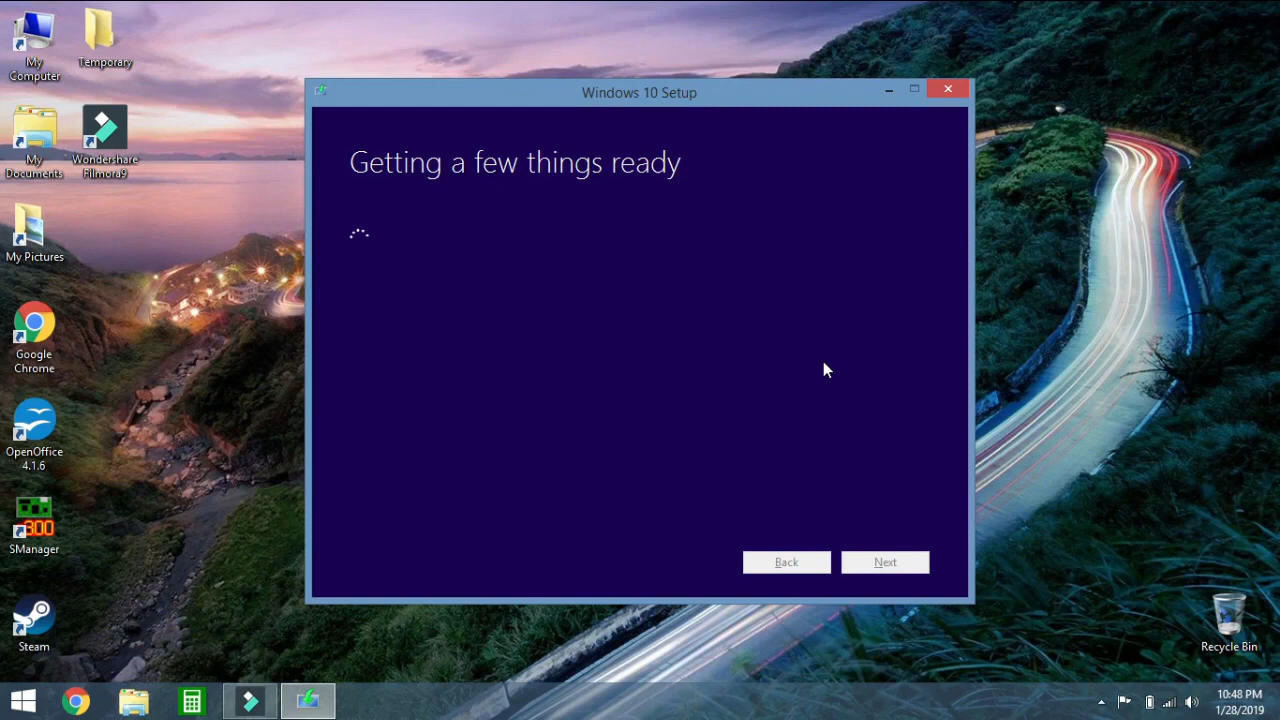 My
Computer
Temporary
My
Documents
Wondershare
Filmora9
My Pictures
Google
Chrome
OpenOffice
4.1.6
300
SManager
Steam
Windows 10 Setup
Getting a few things ready
Back
Next
Recycle Bin
10:48 PM
1/28/2019